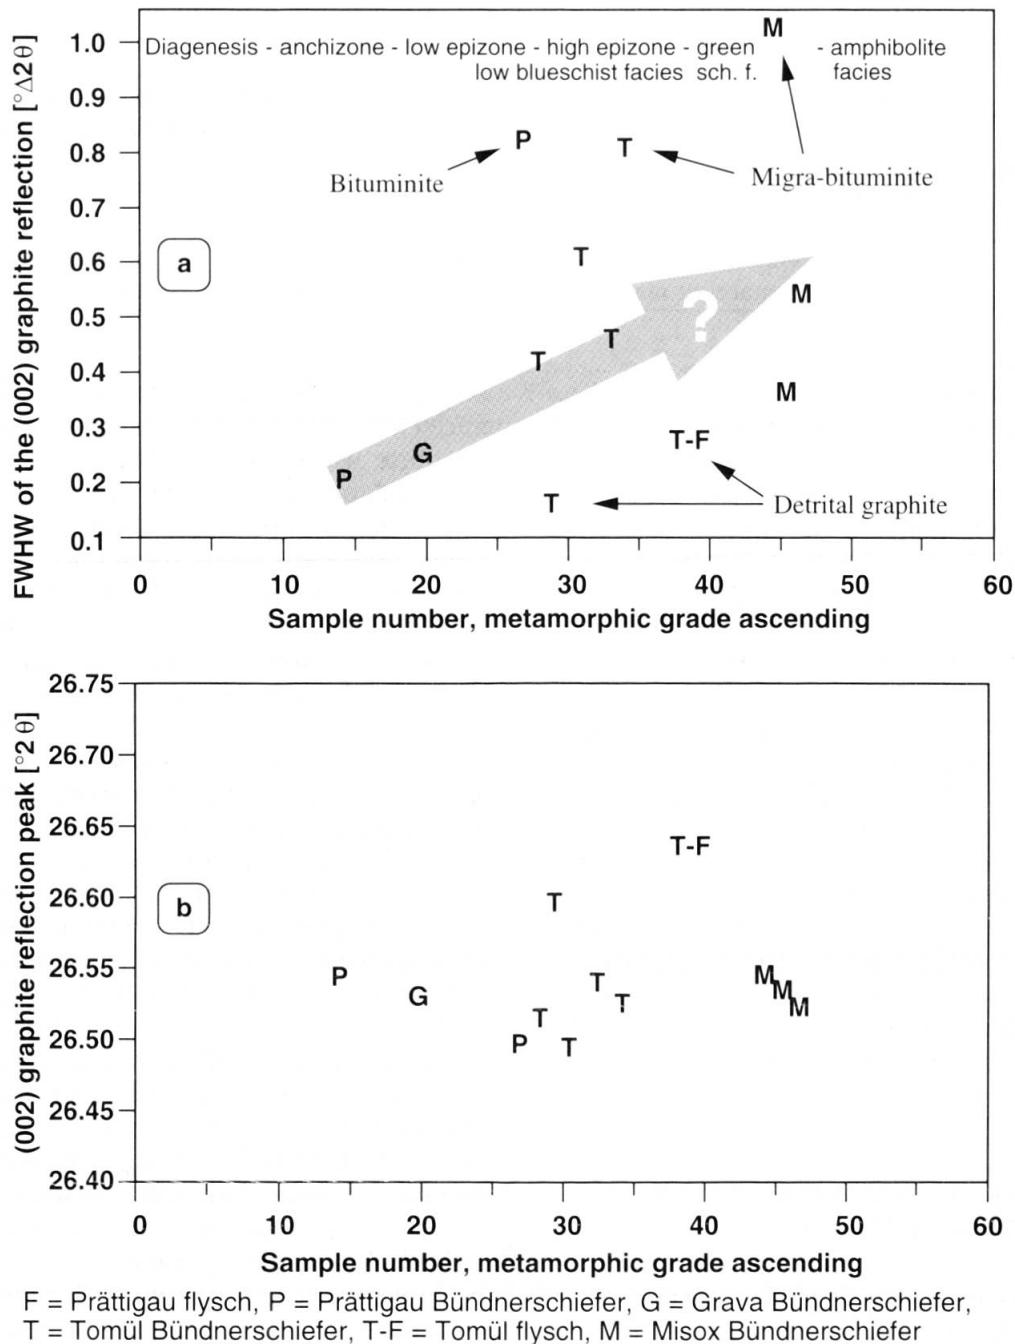 FWHW of the (002) graphite reflection [°Δ2θ]
1.0
0.9
0.8
0.7
0.6
0.5
0.4
0.3
0.2
0.1
Diagenesis - anchizone - low epizone - high epizone - green - amphibolite
low blueschist facies sch. f. facies
M
P
T
Bituminite
Migra-bituminite
a
T
?
M
T
T
M
T-F
G
P
T
Detrital graphite
0 10 20 30 40 50 60
Sample number, metamorphic grade ascending
(002) graphite reflection peak [°2 θ]
26.75
26.70
26.65
26.60
26.55
26.50
26.45
26.40
T-F
T
b
P
G
T
T
T
P
T
M
M
M
0 10 20 30 40 50 60
Sample number, metamorphic grade ascending
F = Prättigau flysch, P = Prättigau Bündnerschiefer, G = Grava Bündnerschiefer,
T = Tomül Bündnerschiefer, T-F = Tomül flysch, M = Misox Bündnerschiefer